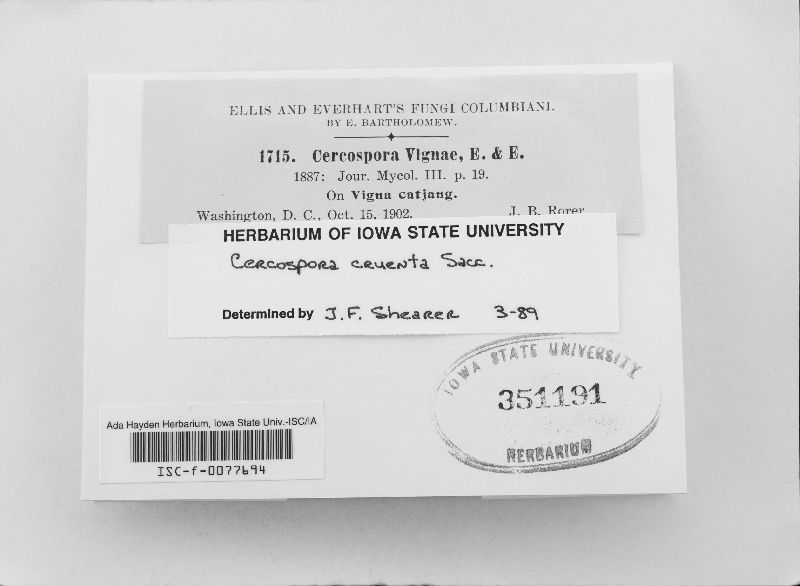 ELLIS AND EVERHART'S FUNGI COLUMBIANI.
BY E. BARTHOLOMEW.
1715. Cercospora Vignae, E. & E.
1887: Jour. Mycol. III. p. 19.
On Vigna catjang.
Washington, D. C., Oct. 15, 1902. J. B. Rorer
HERBARIUM OF IOWA STATE UNIVERSITY
Cercospora cruenta Sacc.
Determined by J.F. Shearer 3-89
IOWA STATE UNIVERSITY
351191
HERBARIUM
Ada Hayden Herbarium, Iowa State Univ.-ISC/IA
ISC-f-0077694